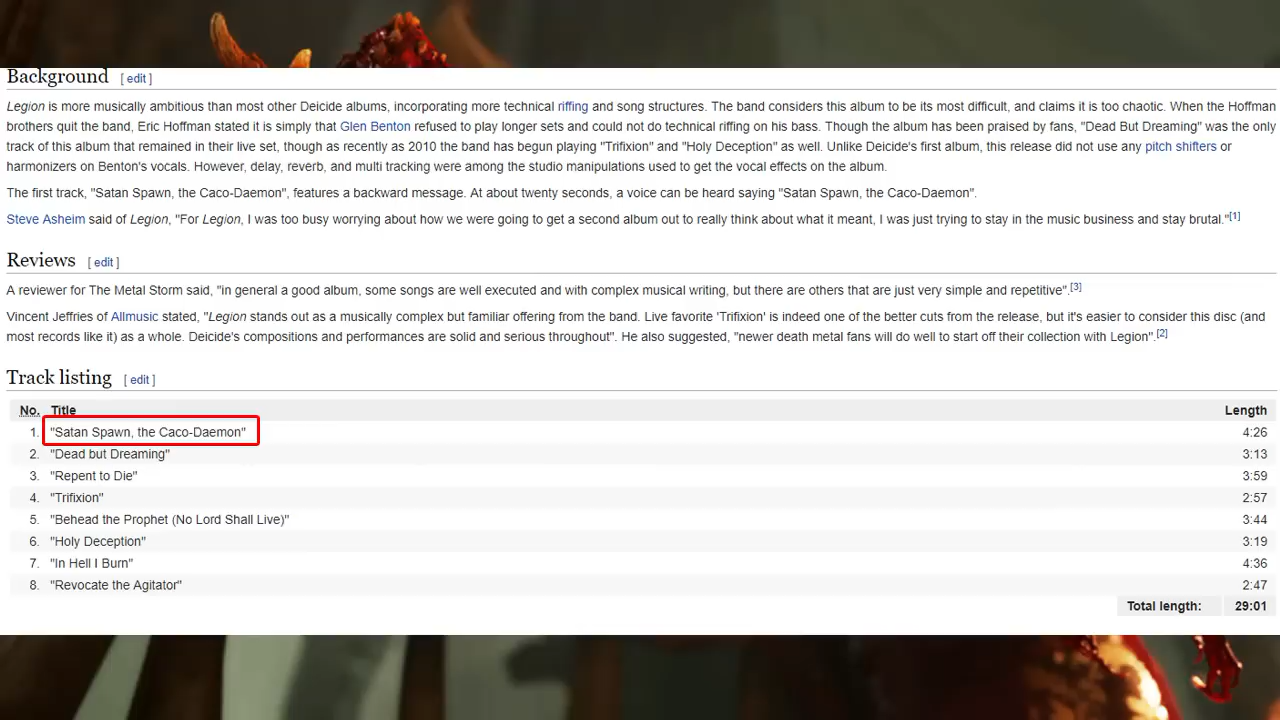 Background [ edit ]
Legion is more musically ambitious than most other Deicide albums, incorporating more technical riffing and song structures. The band considers this album to be its most difficult, and claims it is too chaotic. When the Hoffman
brothers quit the band, Eric Hoffman stated it is simply that Glen Benton refused to play longer sets and could not do technical riffing on his bass. Though the album has been praised by fans, "Dead But Dreaming" was the only
track of this album that remained in their live set, though as recently as 2010 the band has begun playing "Trifixion" and "Holy Deception" as well. Unlike Deicide's first album, this release did not use any pitch shifters or
harmonizers on Benton's vocals. However, delay, reverb, and multi tracking were among the studio manipulations used to get the vocal effects on the album.
The first track, "Satan Spawn, the Caco-Daemon", features a backward message. At about twenty seconds, a voice can be heard saying "Satan Spawn, the Caco-Daemon".
Steve Asheim said of Legion, "For Legion, I was too busy worrying about how we were going to get a second album out to really think about what it meant, I was just trying to stay in the music business and stay brutal."[1]
Reviews [ edit ]
A reviewer for The Metal Storm said, "in general a good album, some songs are well executed and with complex musical writing, but there are others that are just very simple and repetitive".[3]
Vincent Jeffries of Allmusic stated, "Legion stands out as a musically complex but familiar offering from the band. Live favorite 'Trifixion' is indeed one of the better cuts from the release, but it's easier to consider this disc (and
most records like it) as a whole. Deicide's compositions and performances are solid and serious throughout". He also suggested, "newer death metal fans will do well to start off their collection with Legion".[2]
Track listing [ edit ]
No. Title Length
1. "Satan Spawn, the Caco-Daemon" 4:26
2. "Dead but Dreaming" 3:13
3. "Repent to Die" 3:59
4. "Trifixion" 2:57
5. "Behead the Prophet (No Lord Shall Live)" 3:44
6. "Holy Deception" 3:19
7. "In Hell I Burn" 4:36
8. "Revocate the Agitator" 2:47
Total length: 29:01